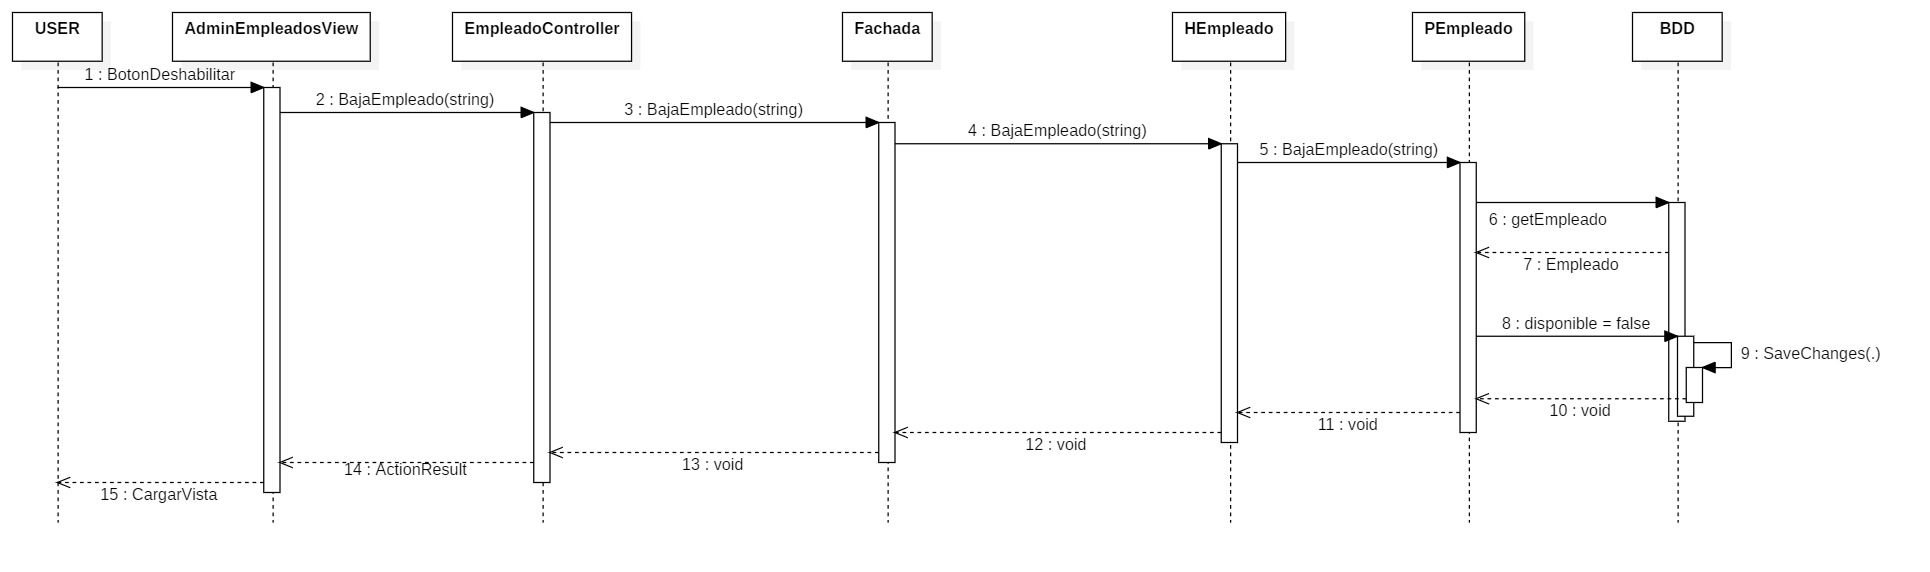 USER
AdminEmpleadosView
EmpleadoController
Fachada
HEmpleado
PEmpleado
BDD
1 : BotonDeshabilitar
2 : BajaEmpleado(string)
3 : BajaEmpleado(string)
4 : BajaEmpleado(string)
5 : BajaEmpleado(string)
6 : getEmpleado
7 : Empleado
8 : disponible = false
9 : SaveChanges(.)
10 : void
11 : void
12 : void
13 : void
14 : ActionResult
15 : CargarVista